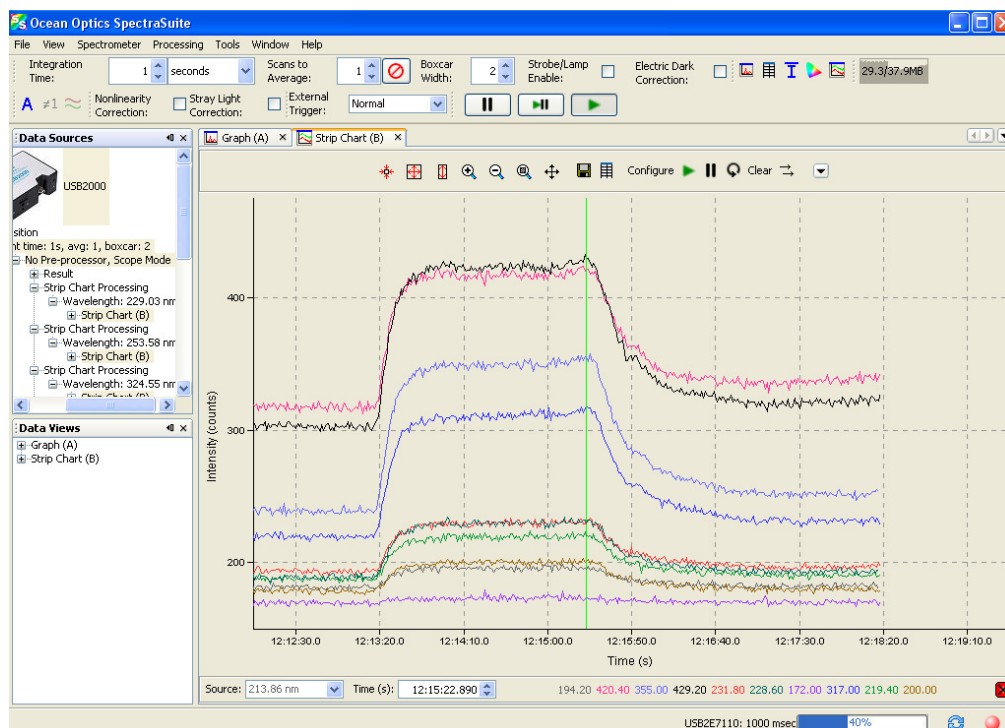 Ocean Optics SpectraSuite
File View Spectrometer Processing Tools Window Help
Integration Time: 1 seconds Scans to Average: 1 Boxcar Width: 2 Strobe/Lamp Enable: Electric Dark Correction: 29.3/37.9MB
A ≠1 Nonlinearity Correction: Stray Light Correction: External Trigger: Normal
Data Sources
USB2000
sition
nt time: 1s, avg: 1, boxcar: 2
No Pre-processor, Scope Mode
Result
Strip Chart Processing
Wavelength: 229.03 nm
Strip Chart (B)
Strip Chart Processing
Wavelength: 253.58 nm
Strip Chart (B)
Strip Chart Processing
Wavelength: 324.55 nm
Strip Chart (B)
Data Views
Graph (A)
Strip Chart (B)
Graph (A) Strip Chart (B)
Configure Clear
Intensity (counts)
400
300
200
12:12:30.0 12:13:20.0 12:14:10.0 12:15:00.0 12:15:50.0 12:16:40.0 12:17:30.0 12:18:20.0 12:19:10.0
Time (s)
Source: 213.86 nm Time (s): 12:15:22.890 194.20 420.40 355.00 429.20 231.80 228.60 172.00 317.00 219.40 200.00
USB2E7110: 1000 msec 40%